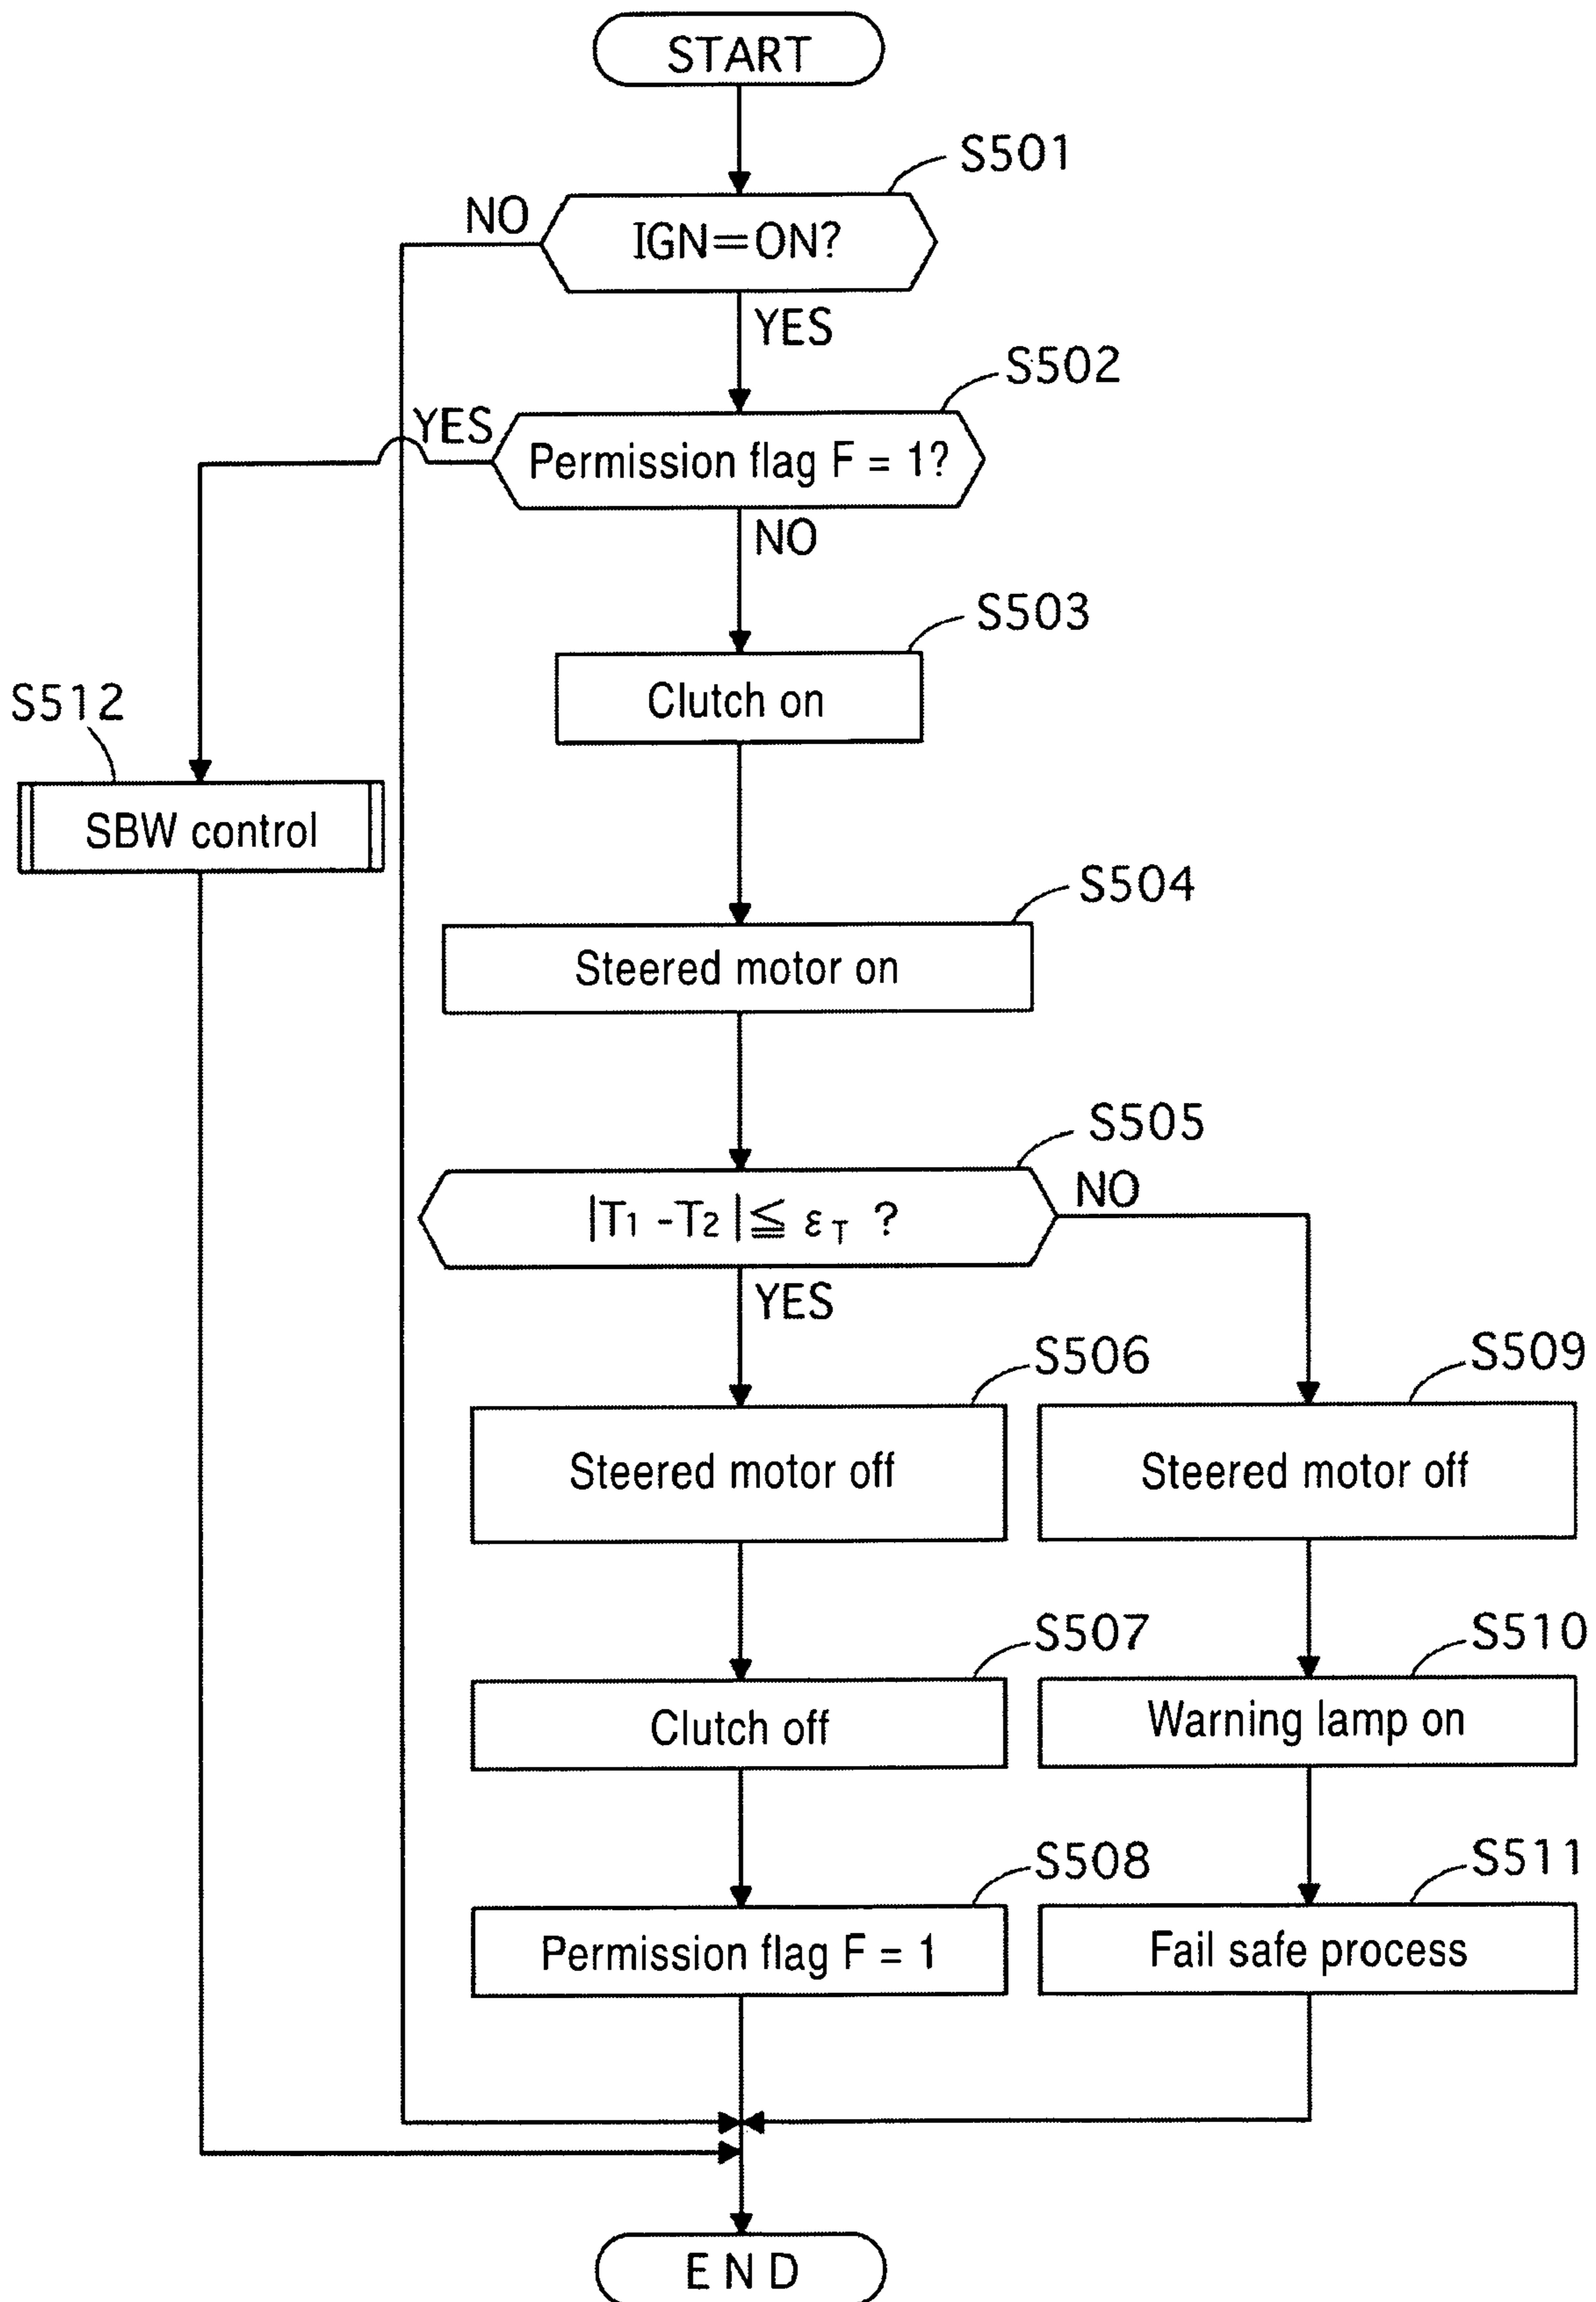 START
S501
NO
IGN=ON?
YES
S502
YES
Permission flag F = 1?
NO
S503
Clutch on
S512
SBW control
S504
Steered motor on
S505
|T1 -T2 |≦ εT ?
NO
YES
S506
Steered motor off
S509
Steered motor off
S507
Clutch off
S510
Warning lamp on
S508
Permission flag F = 1
S511
Fail safe process
END